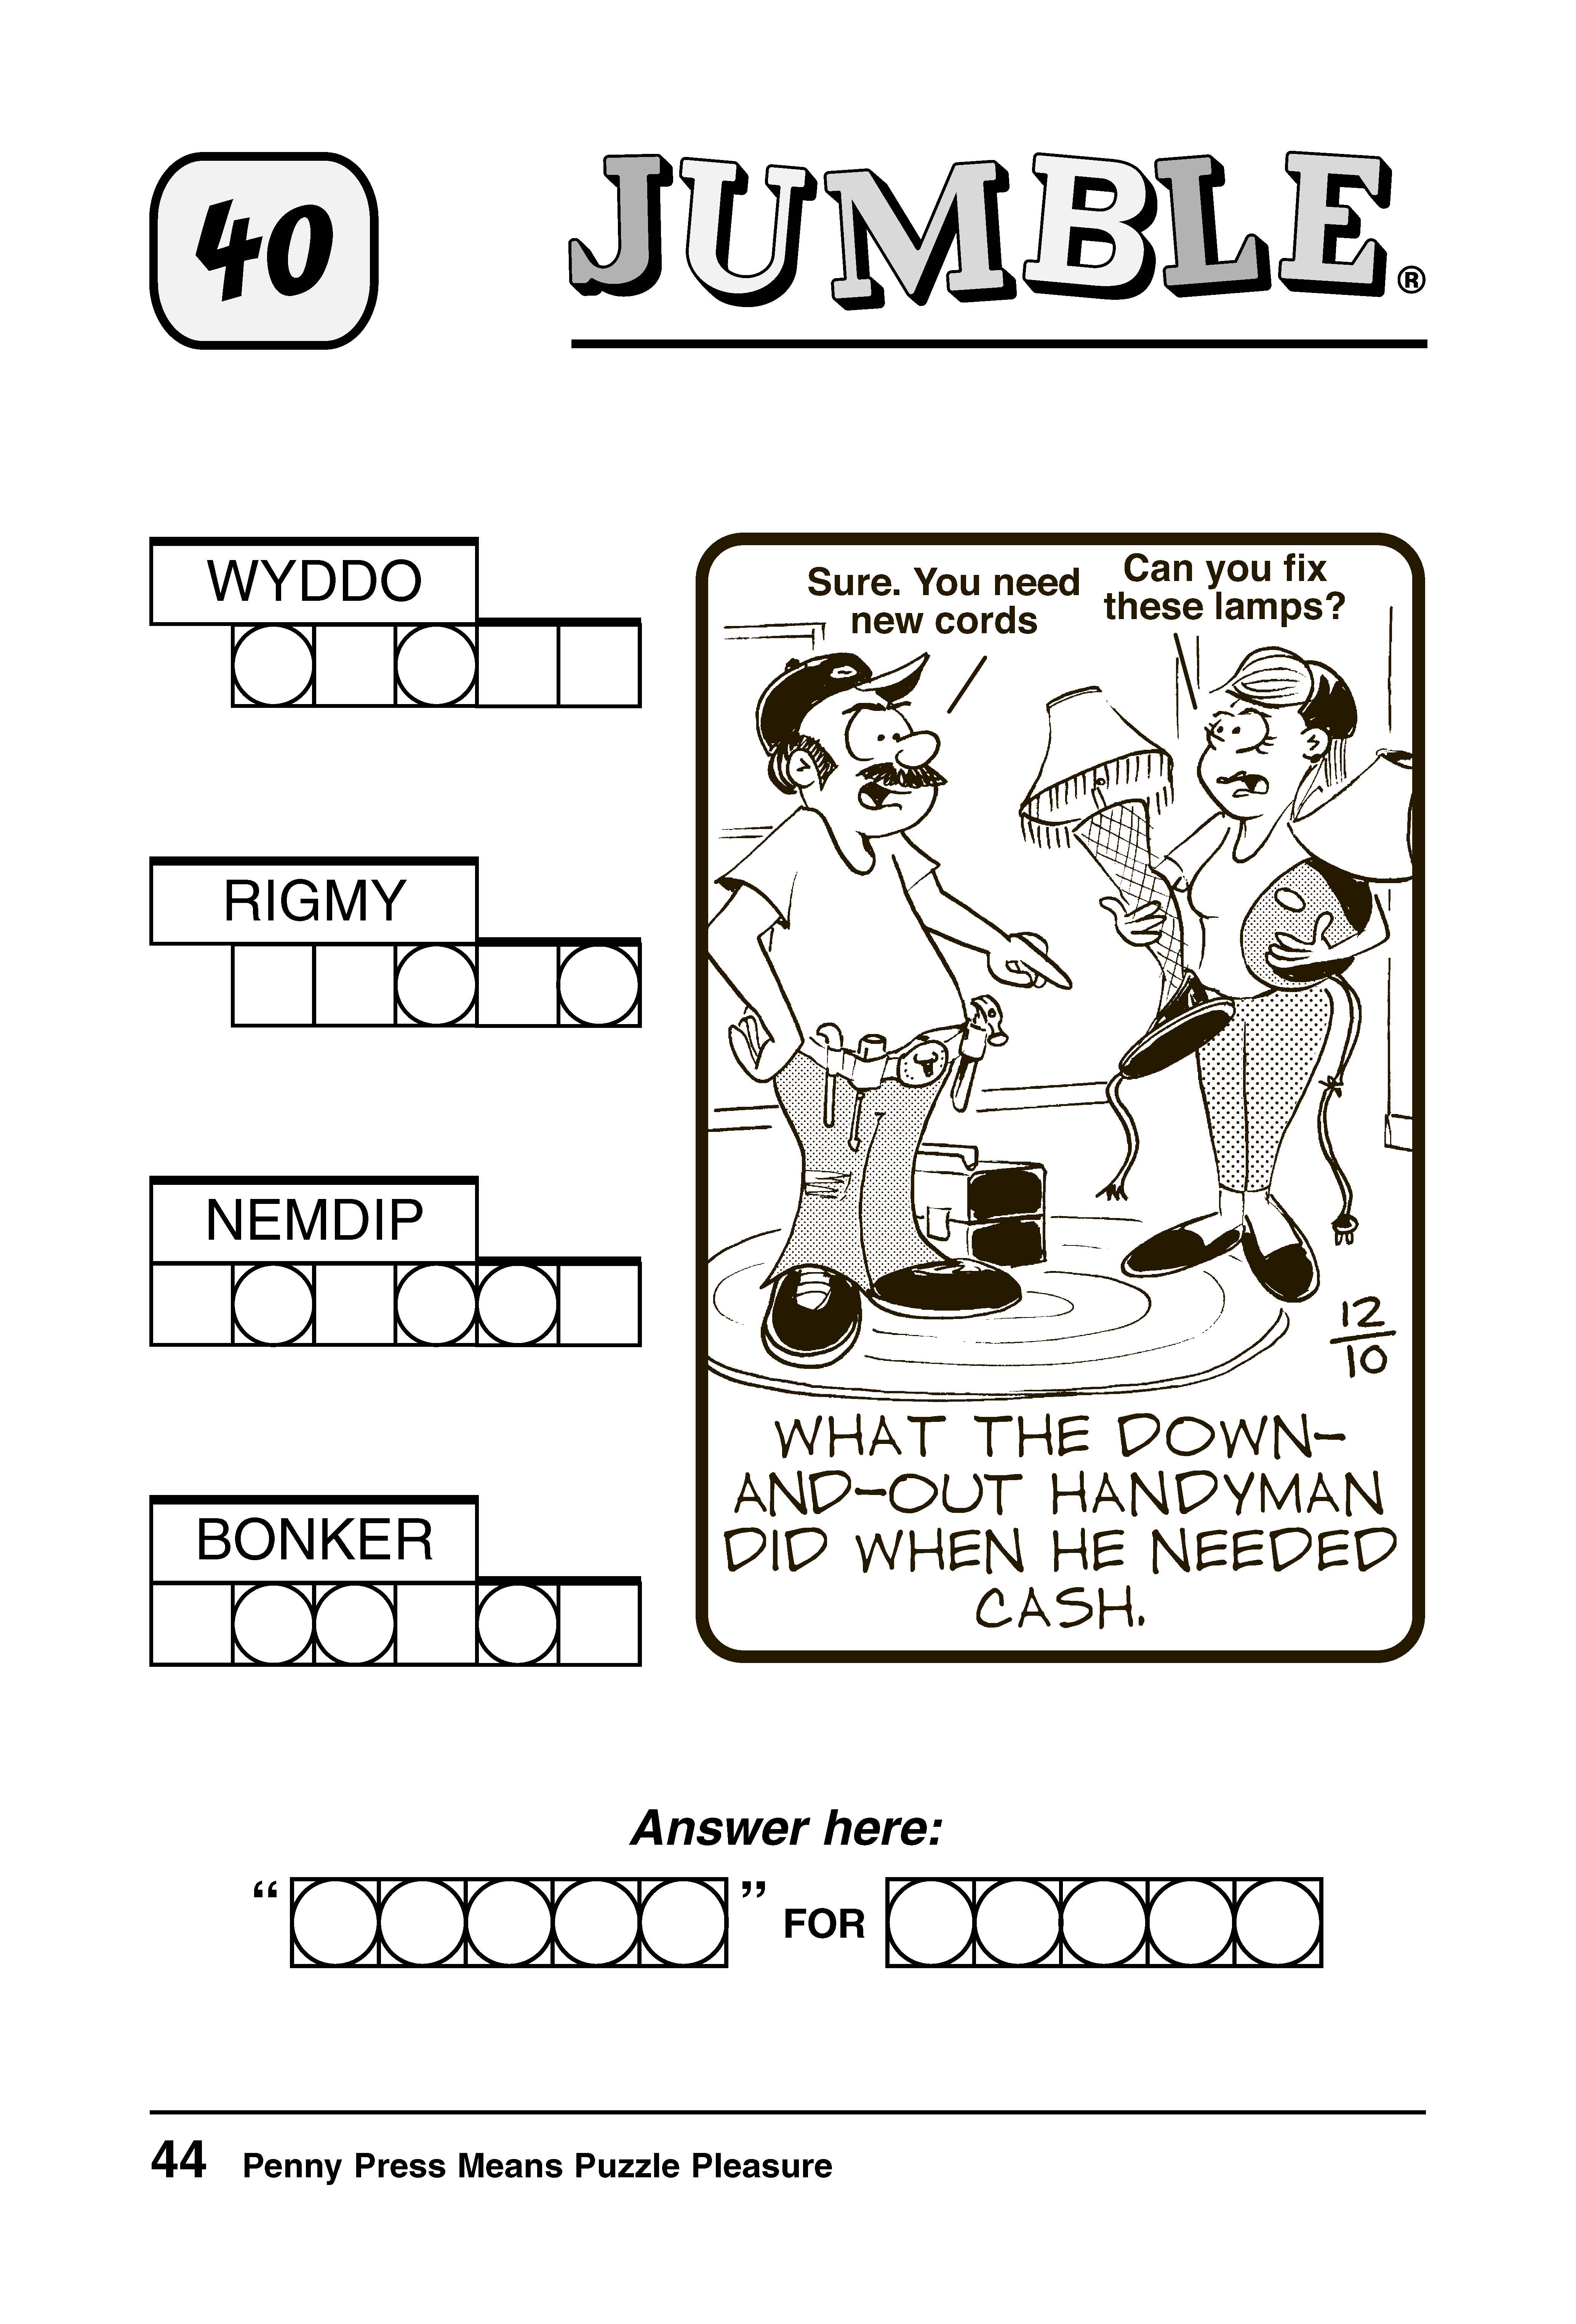 40
JUMBLE®
WYDDO
RIGMY
NEMDIP
BONKER
Sure. You need
new cords
Can you fix
these lamps?
12
10
WHAT THE DOWN-
AND-OUT HANDYMAN
DID WHEN HE NEEDED
CASH.
Answer here:
“ ” FOR
44 Penny Press Means Puzzle Pleasure